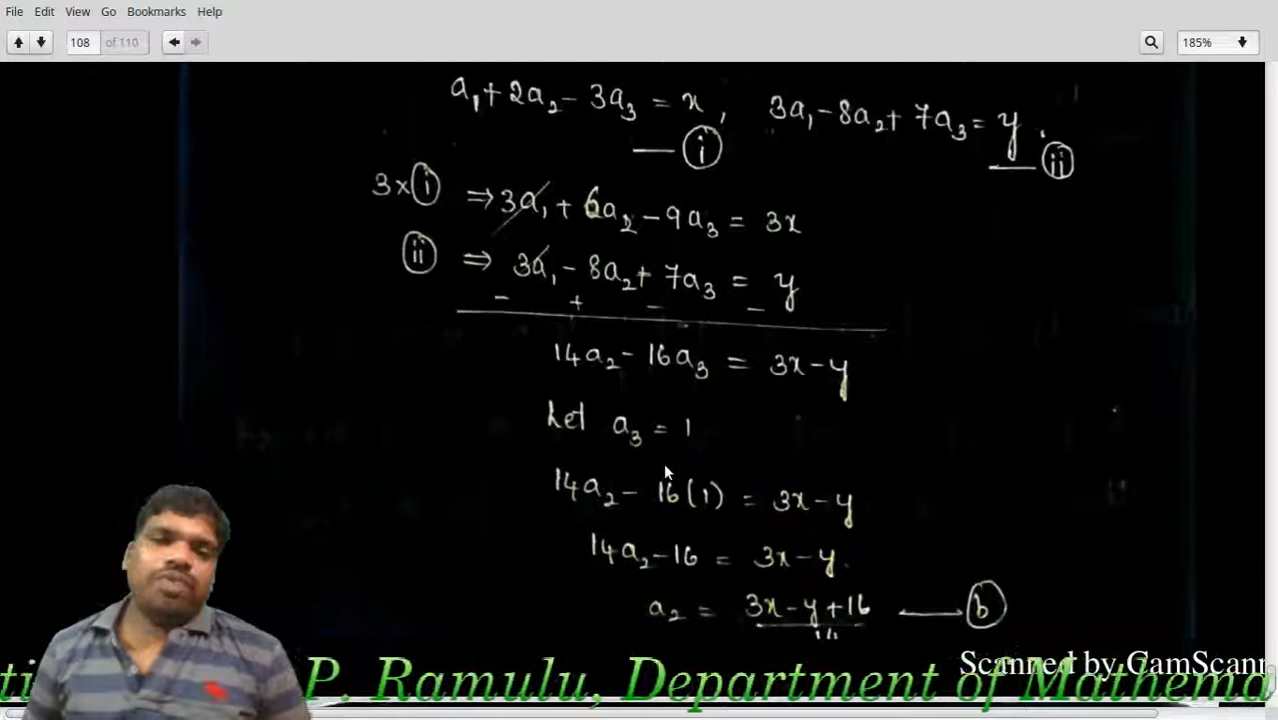 File Edit View Go Bookmarks Help
108 of 110 185%
a₁ + 2a₂ - 3a₃ = x, 3a₁ - 8a₂ + 7a₃ = y.
— (i) — (ii)
3x(i) ⇒ 3a₁ + 6a₂ - 9a₃ = 3x
(ii) ⇒ 3a₁ - 8a₂ + 7a₃ = y
- + - -
14a₂ - 16a₃ = 3x - y
Let a₃ = 1
14a₂ - 16(1) = 3x - y
14a₂ - 16 = 3x - y.
a₂ = 3x - y + 16 — (b)
14
Scanned by CamScann
P. Ramulu, Department of Mathema